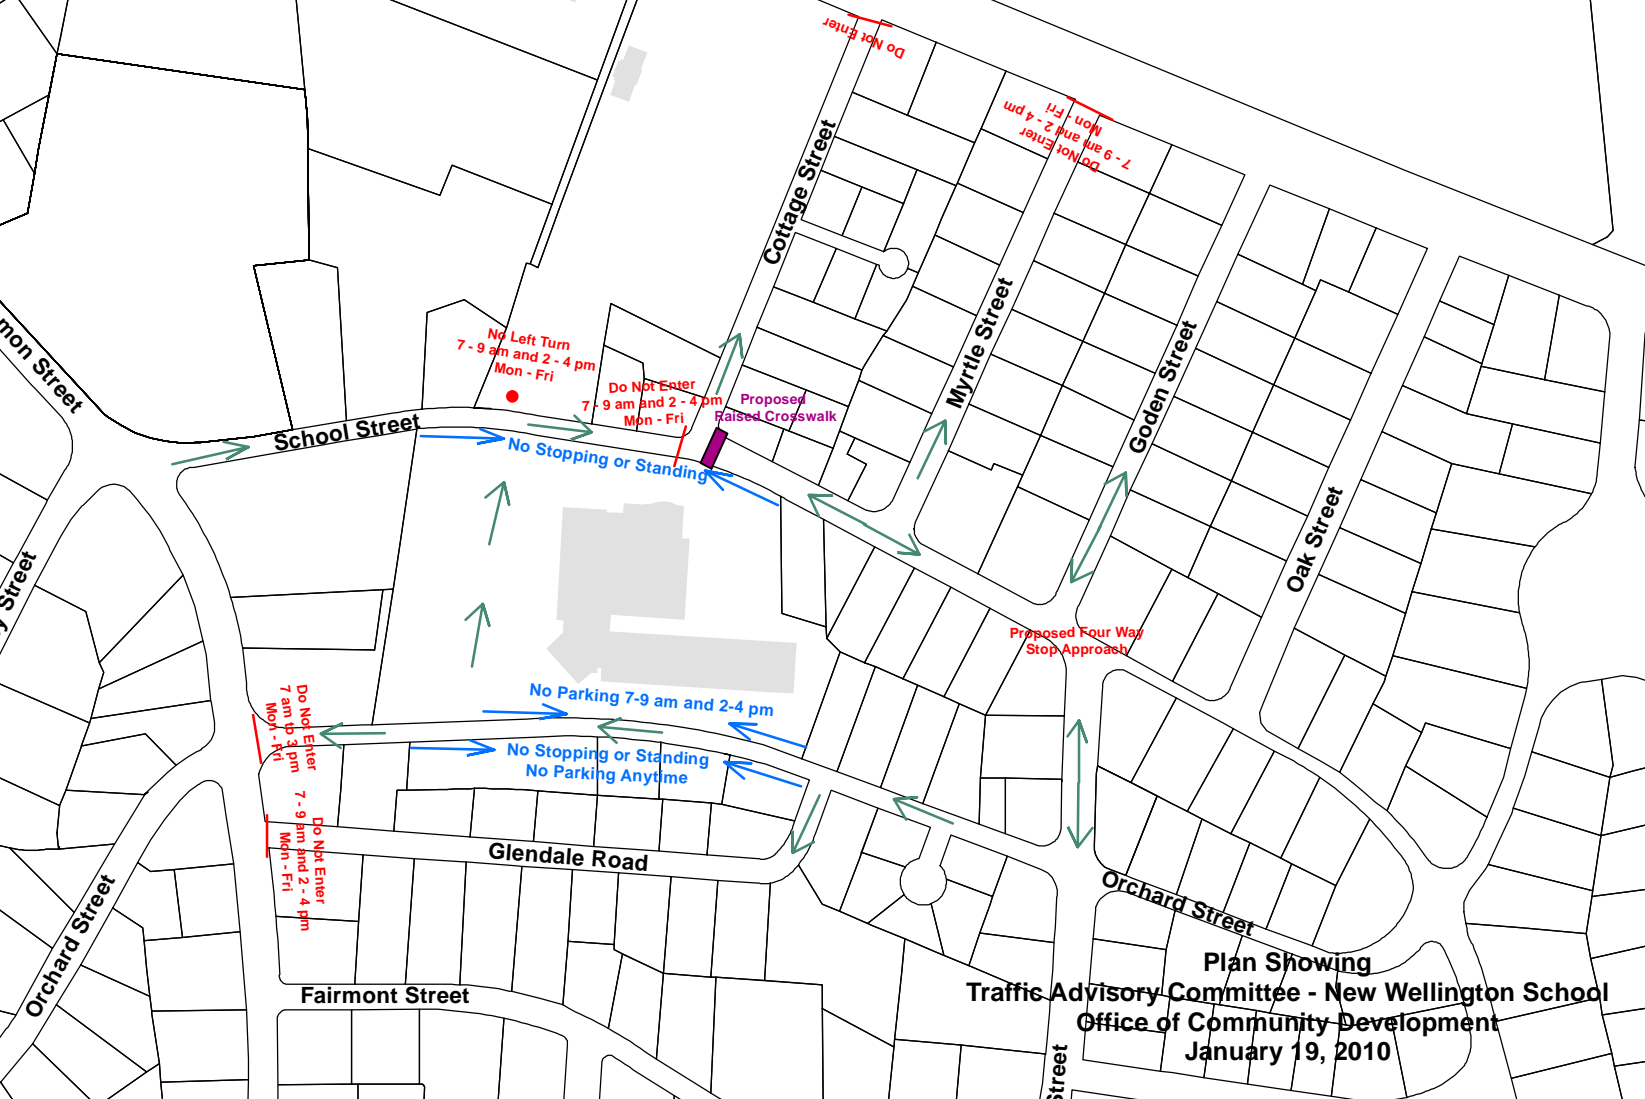 Do Not Enter
Do Not Enter
7 - 9 am and 2 - 4 pm
Mon - Fri
Cottage Street
Myrtle Street
Goden Street
Oak Street
mon Street
School Street
No Left Turn
7 - 9 am and 2 - 4 pm
Mon - Fri
Do Not Enter
7 - 9 am and 2 - 4 pm
Mon - Fri
Proposed
Raised Crosswalk
No Stopping or Standing
y Street
Proposed Four Way
Stop Approach
No Parking 7-9 am and 2-4 pm
No Stopping or Standing
No Parking Anytime
Do Not Enter
7 am to 3 pm
Mon - Fri
Do Not Enter
7 - 9 am and 2 - 4 pm
Mon - Fri
Glendale Road
Orchard Street
Orchard Street
Fairmont Street
Street
Plan Showing
Traffic Advisory Committee - New Wellington School
Office of Community Development
January 19, 2010